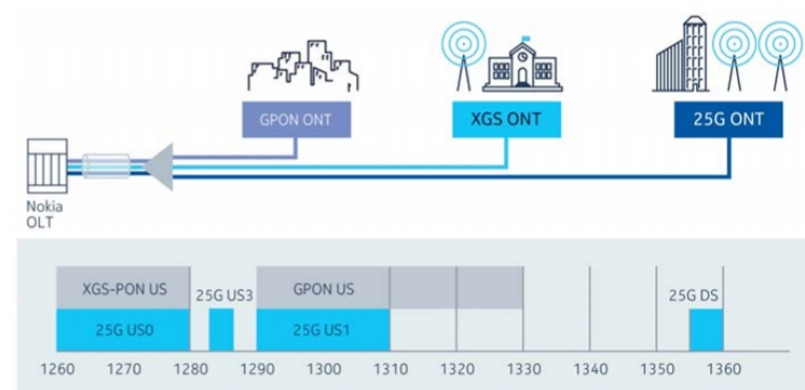 GPON ONT
XGS ONT
25G ONT
Nokia
OLT
XGS-PON US
25G US3
GPON US
25G DS
25G US0
25G US1
1260 1270 1280 1290 1300 1310 1320 1330 1340 1350 1360